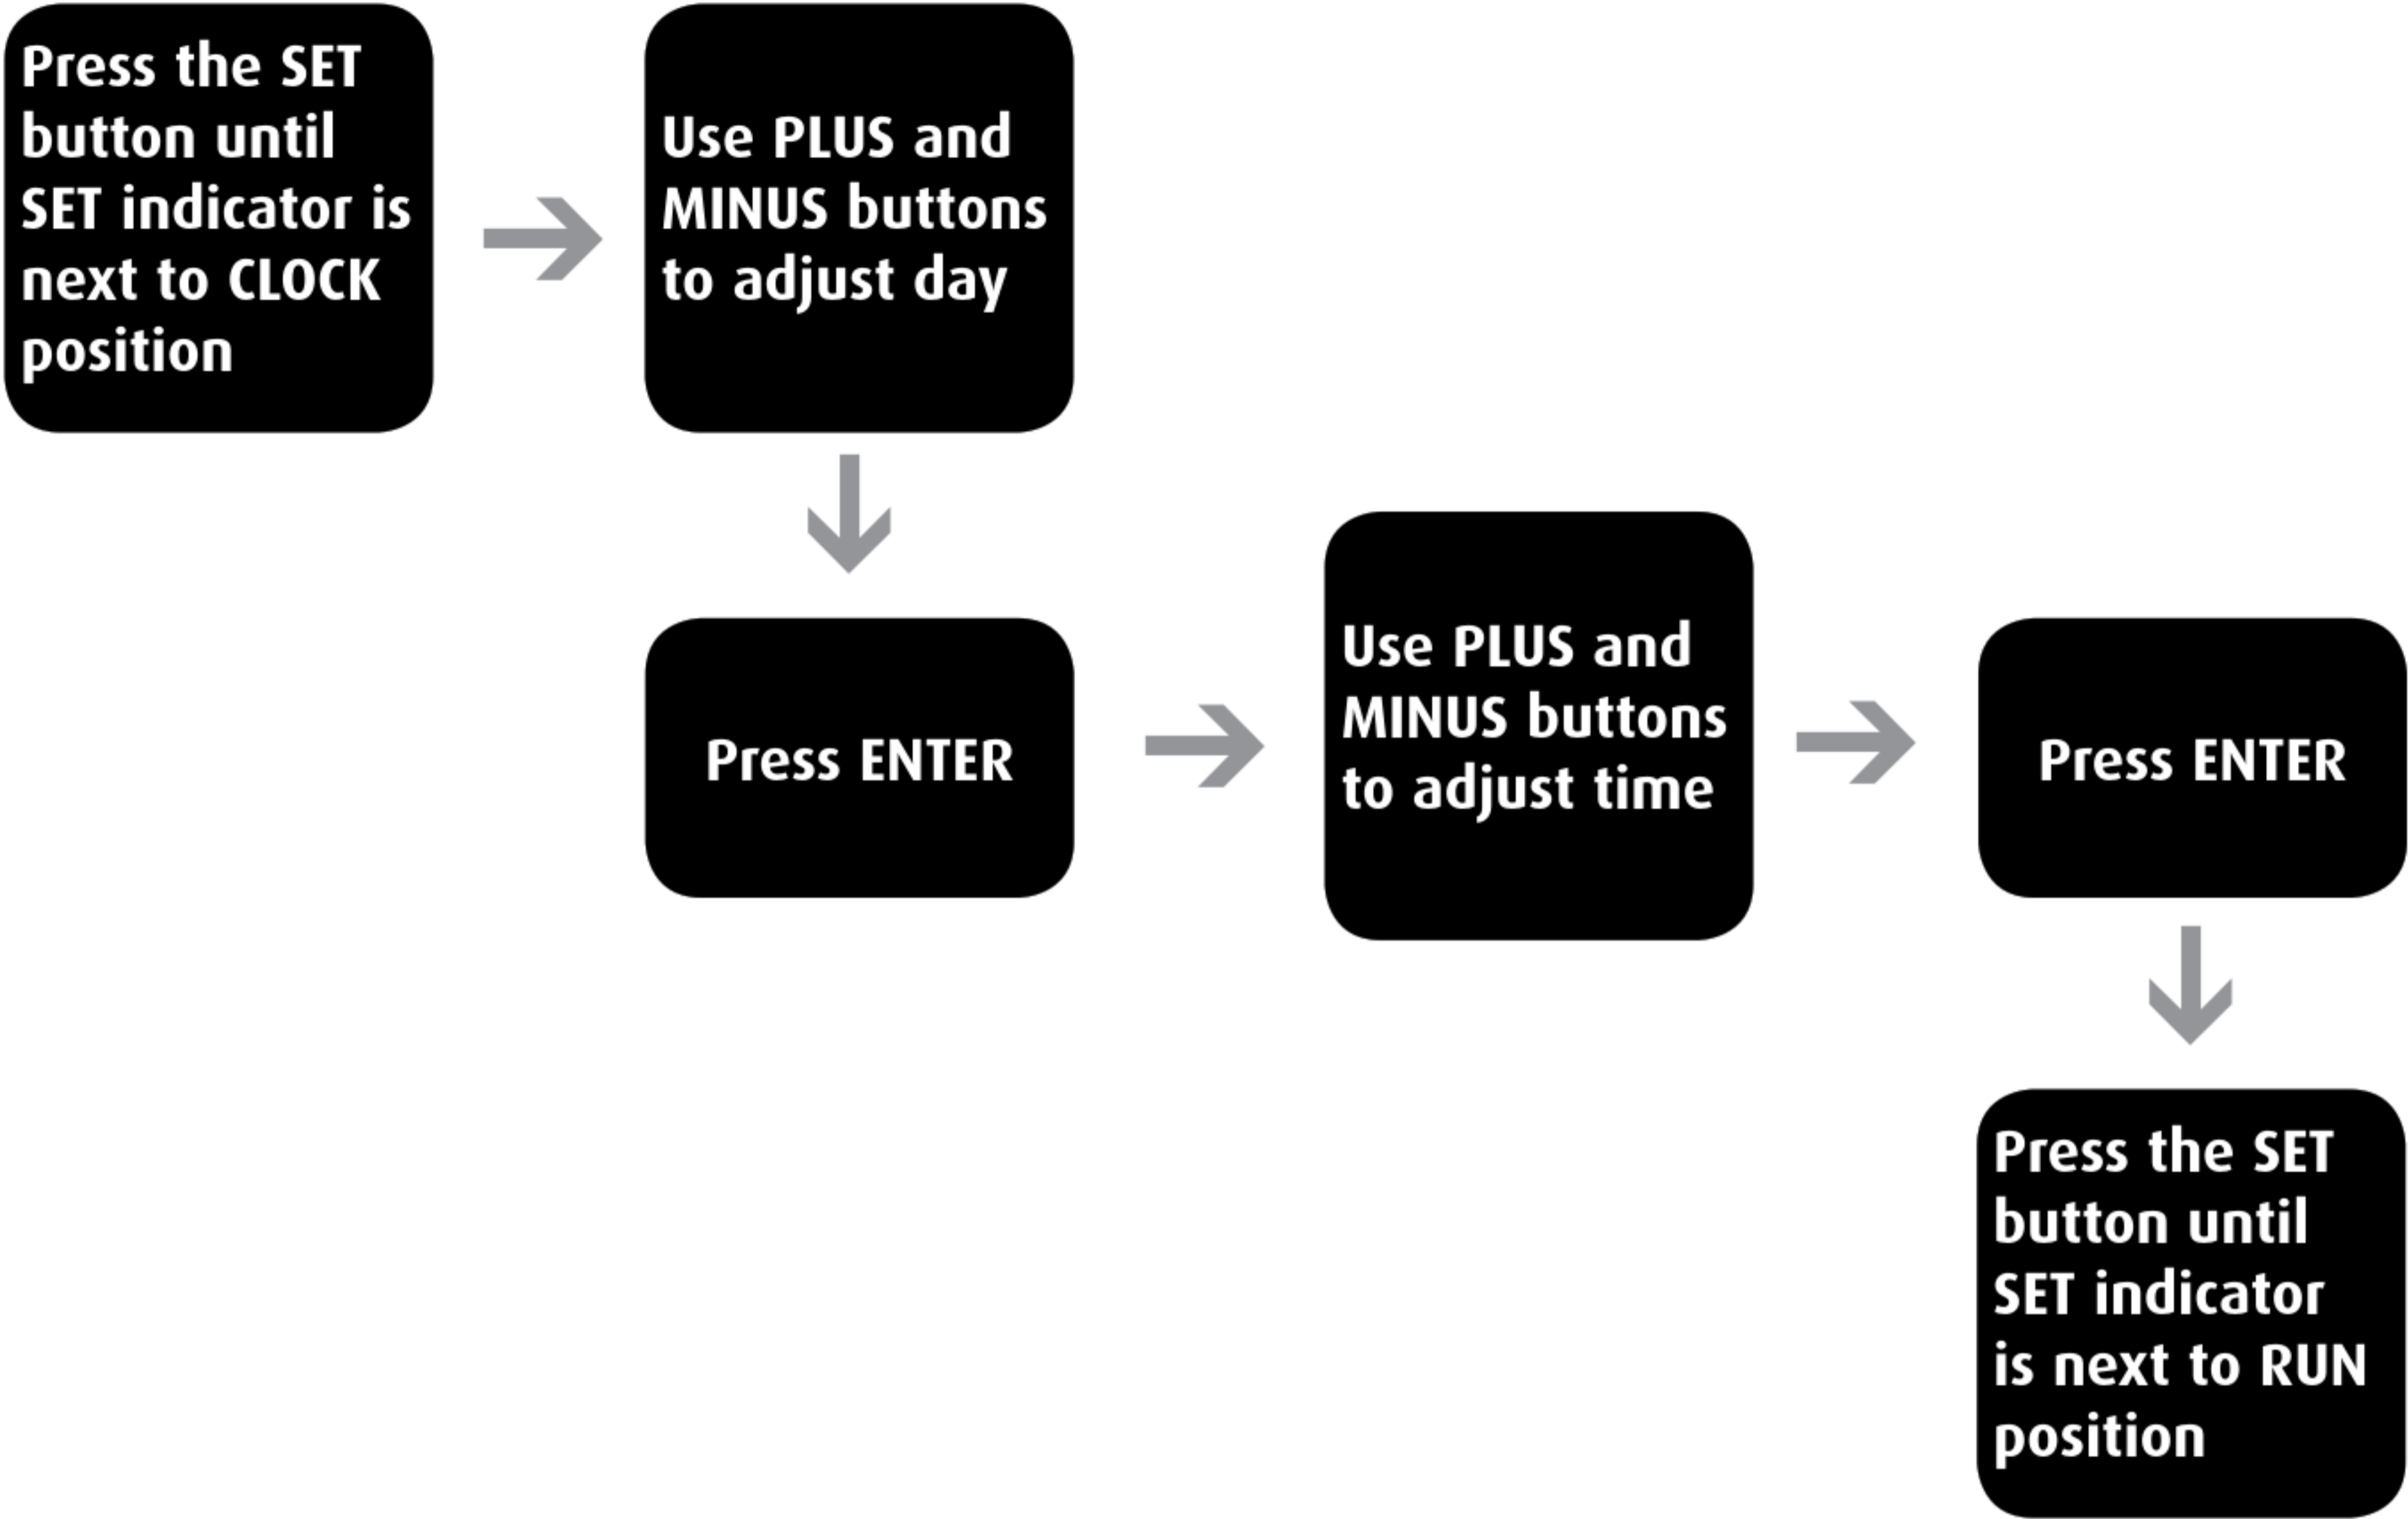 Press the SET
button until
SET indicator is
next to CLOCK
position
Use PLUS and
MINUS buttons
to adjust day
Press ENTER
Use PLUS and
MINUS buttons
to adjust time
Press ENTER
Press the SET
button until
SET indicator
is next to RUN
position